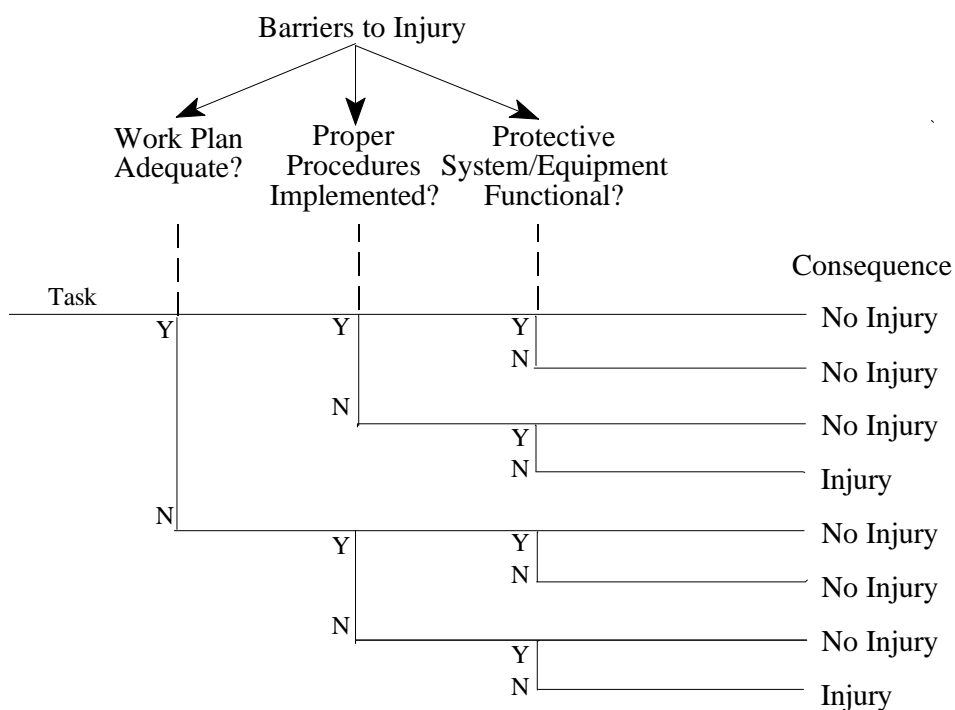 Barriers to Injury
Work Plan
Adequate?
Proper
Procedures
Implemented?
Protective
System/Equipment
Functional?
Consequence
Task
Y
Y
Y
No Injury
N
No Injury
N
Y
No Injury
N
Injury
N
Y
Y
No Injury
N
No Injury
N
Y
No Injury
N
Injury